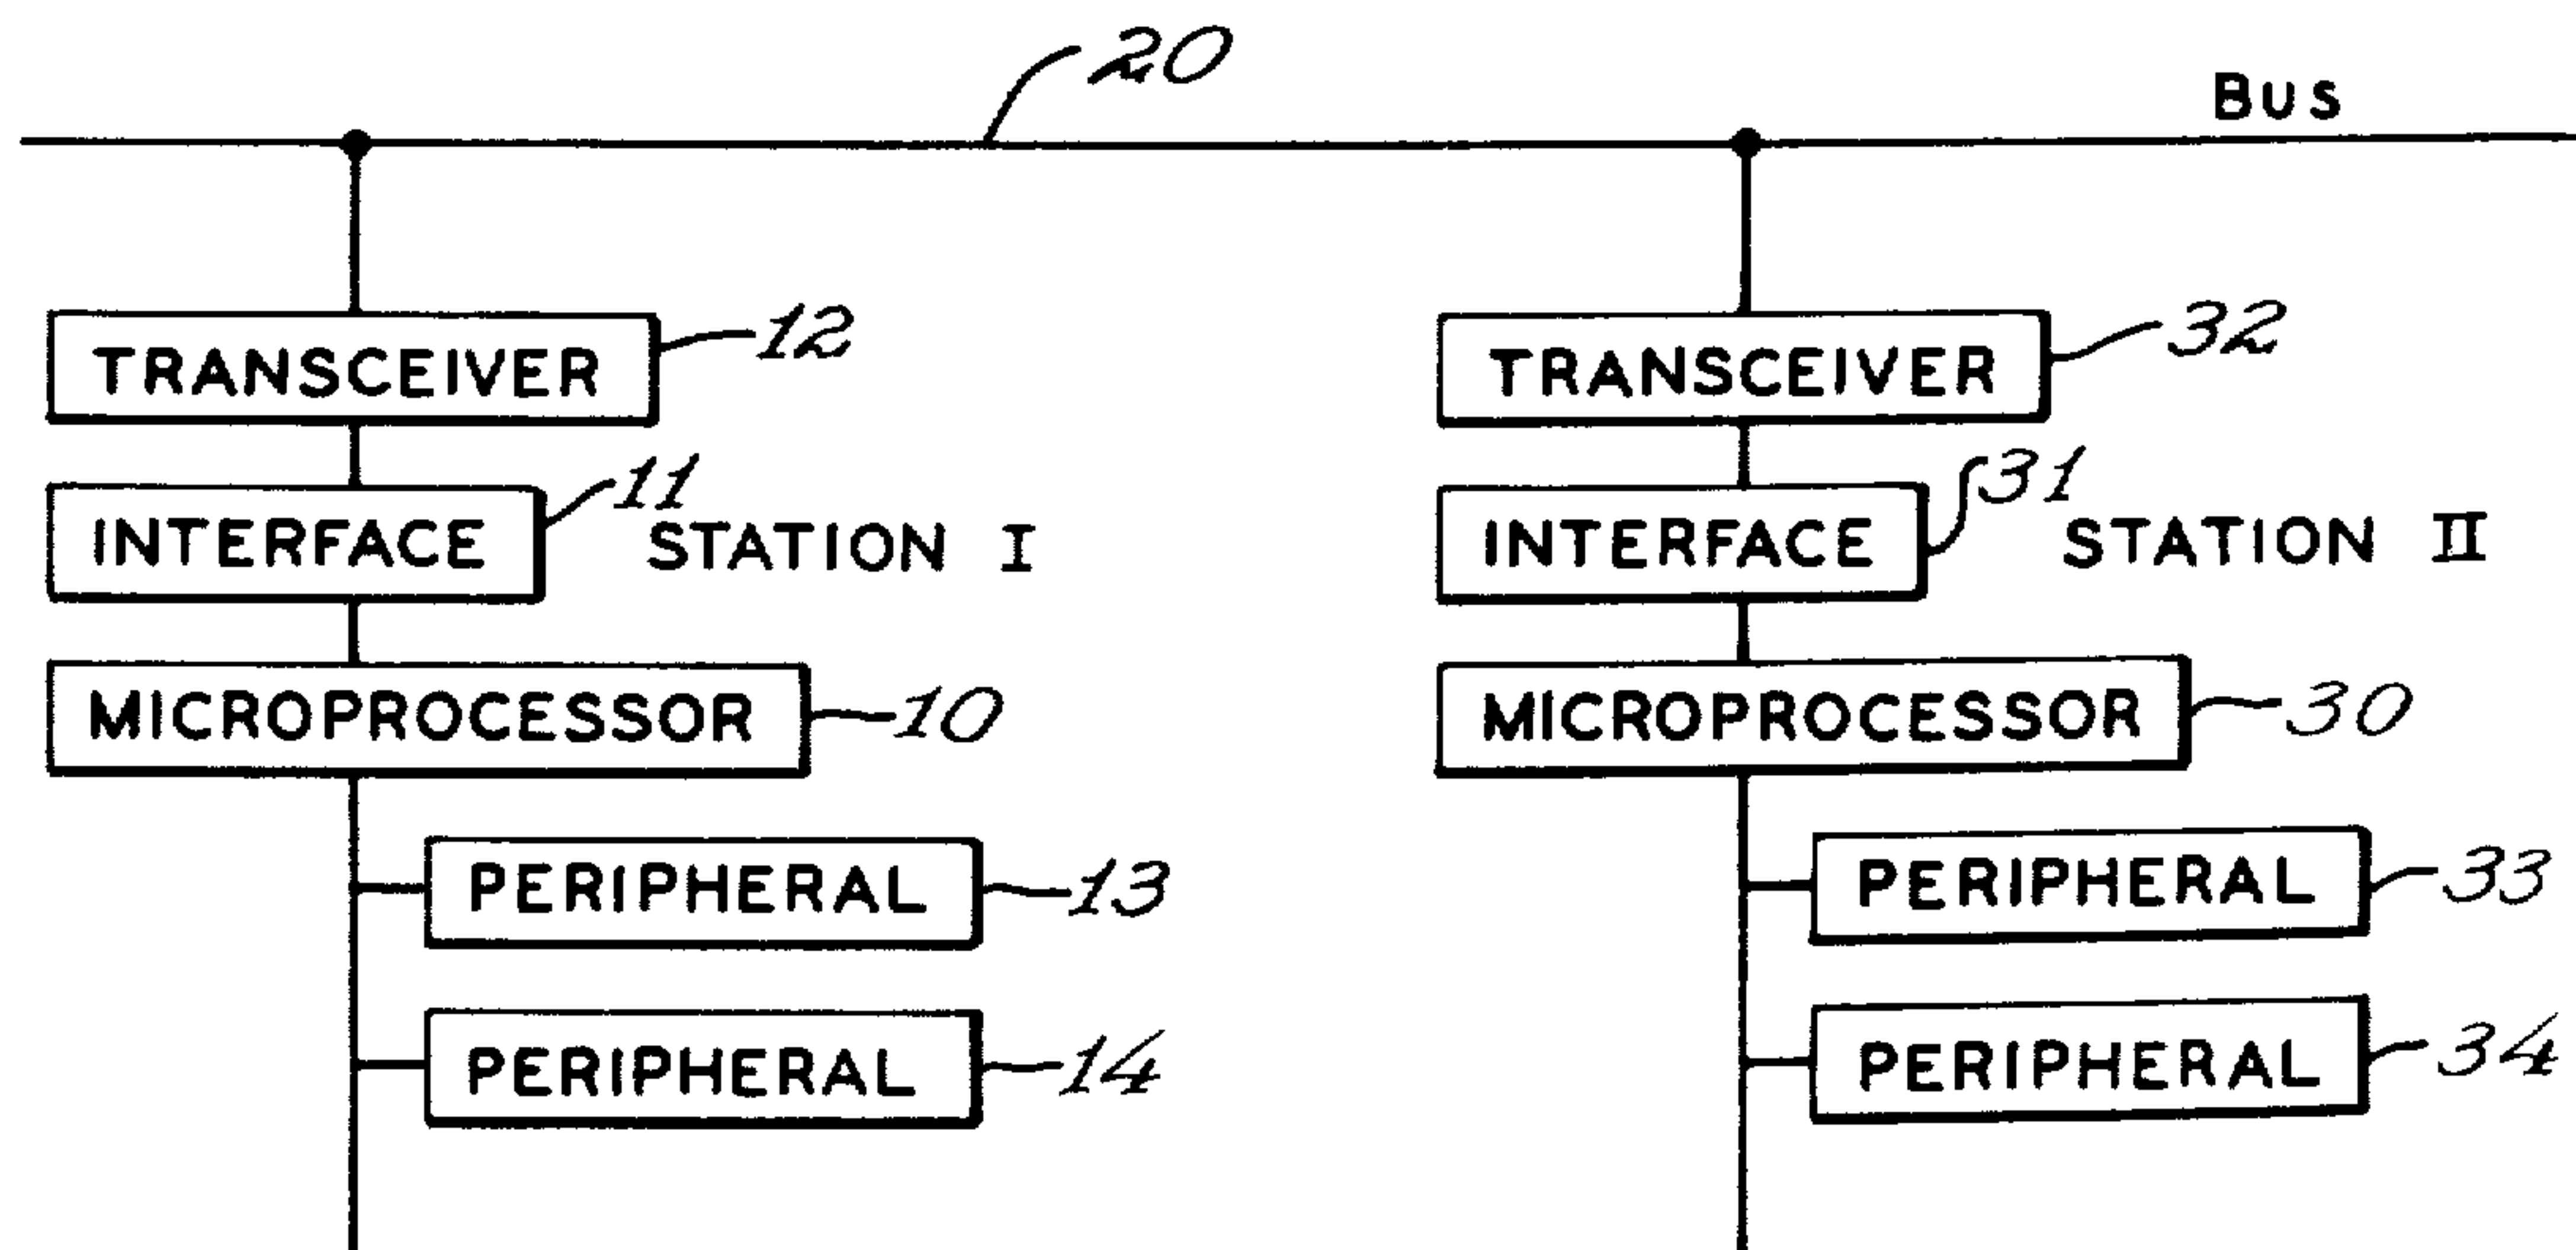 20
Bus
TRANSCEIVER 12
INTERFACE 11
STATION I
MICROPROCESSOR 10
PERIPHERAL 13
PERIPHERAL 14
TRANSCEIVER 32
INTERFACE 31
STATION II
MICROPROCESSOR 30
PERIPHERAL 33
PERIPHERAL 34